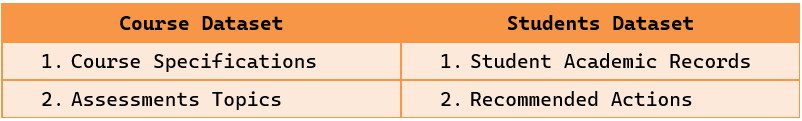 Course Dataset Students Dataset
1. Course Specifications 1. Student Academic Records
2. Assessments Topics 2. Recommended Actions